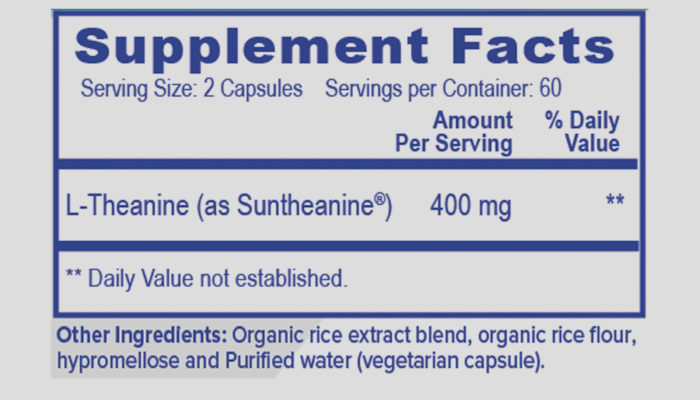 Supplement Facts
Serving Size: 2 Capsules Servings per Container: 60
Amount % Daily
Per Serving Value
L-Theanine (as Suntheanine®) 400 mg **
** Daily Value not established.
Other Ingredients: Organic rice extract blend, organic rice flour,
hypromellose and Purified water (vegetarian capsule).